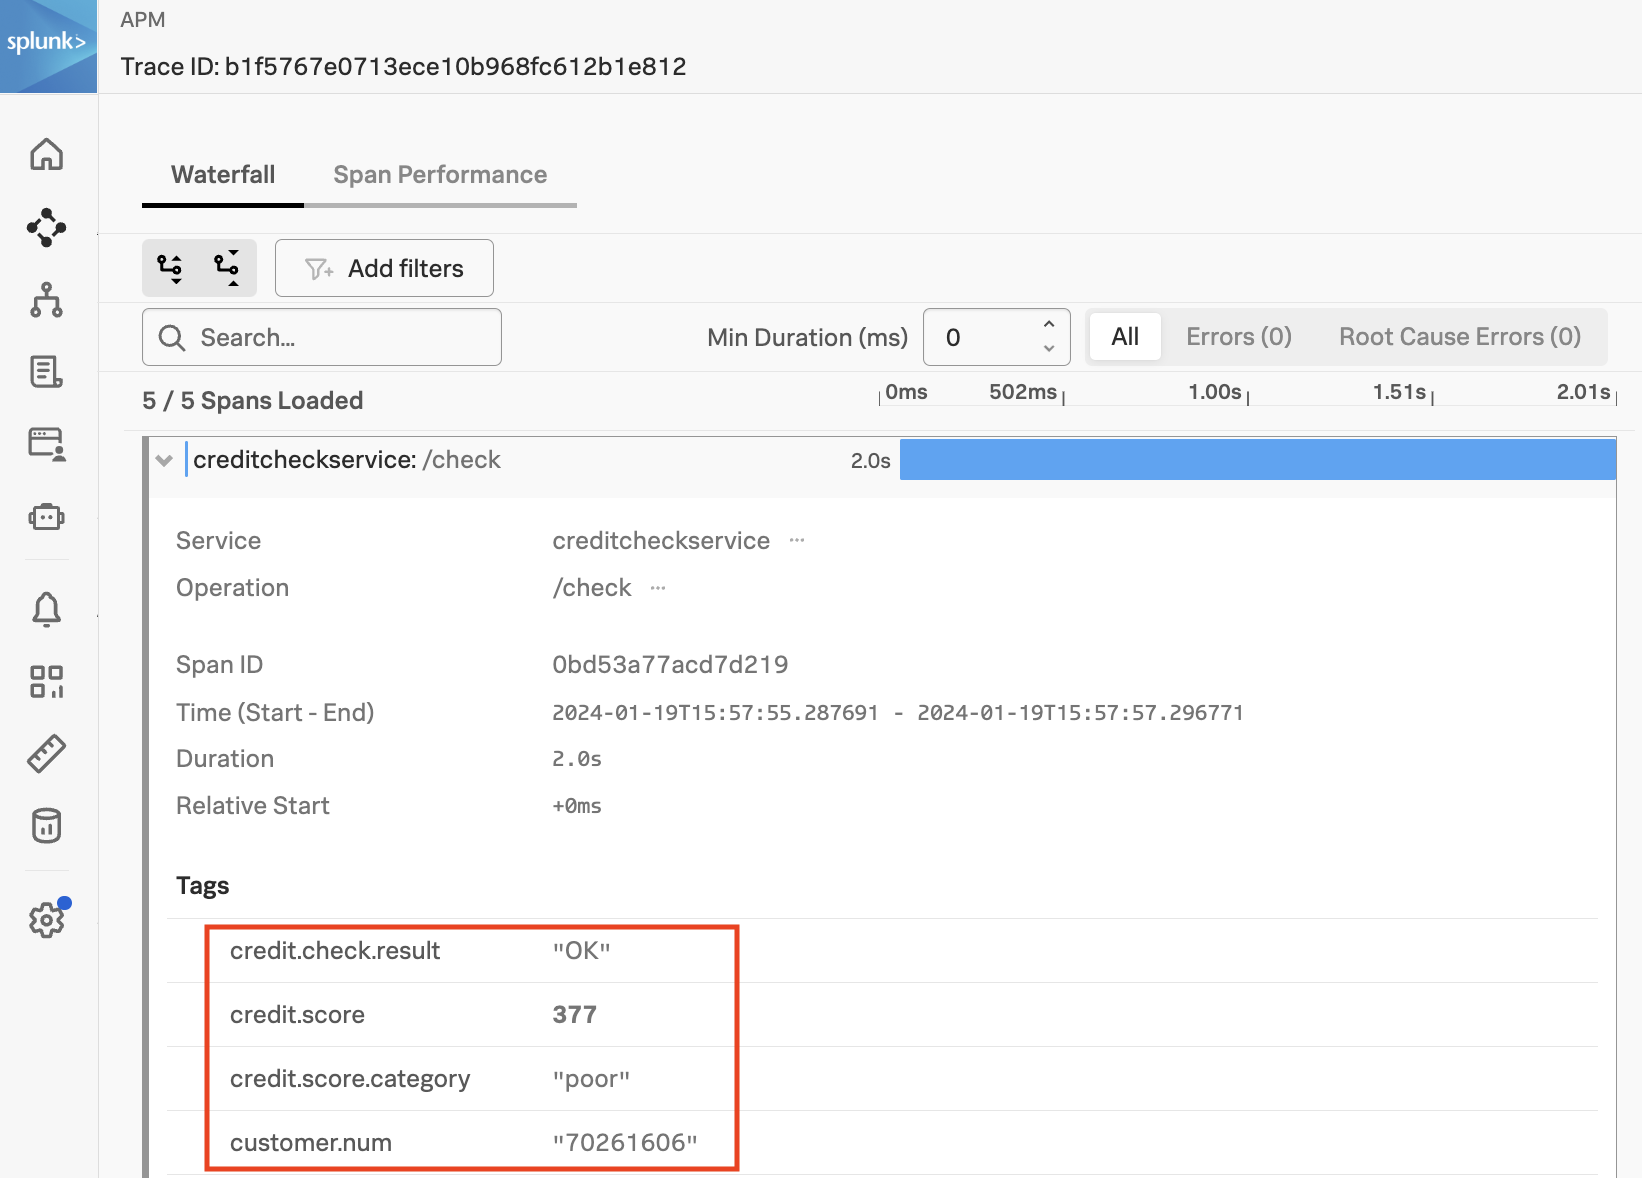 splunk>
APM
Trace ID: b1f5767e0713ece10b968fc612b1e812
Waterfall Span Performance
Add filters
Search... Min Duration (ms) 0 All Errors (0) Root Cause Errors (0)
5 / 5 Spans Loaded 0ms 502ms 1.00s 1.51s 2.01s
creditcheckservice: /check 2.0s
Service creditcheckservice ...
Operation /check ...
Span ID 0bd53a77acd7d219
Time (Start - End) 2024-01-19T15:57:55.287691 - 2024-01-19T15:57:57.296771
Duration 2.0s
Relative Start +0ms
Tags
credit.check.result "OK"
credit.score 377
credit.score.category "poor"
customer.num "70261606"